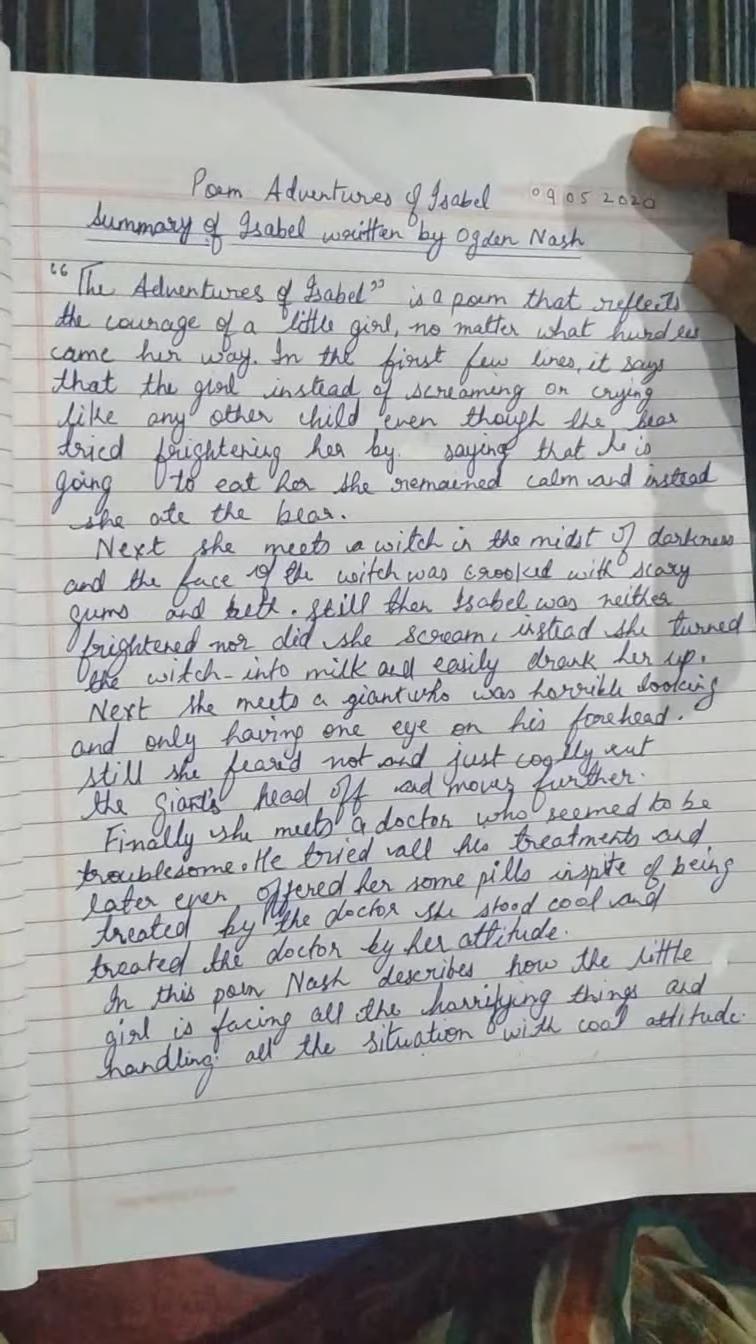 Poem Adventures of Isabel 09 05 2020
Summary of Isabel written by Ogden Nash
"The Adventures of Isabel" is a poem that reflects
the courage of a little girl, no matter what hurdles
came her way. In the first few lines, it says
that the girl instead of screaming or crying
like any other child even though the bear
tried frightening her by saying that he is
going to eat her she remained calm and instead
she ate the bear.
Next she meets a witch in the midst of darkness
and the face of the witch was crooked with scary
gums and teeth. Still then Isabel was neither
frightened nor did she scream, instead she turned
the witch into milk and easily drank her up.
Next she meets a giant who was horrible looking
and only having one eye on his forehead.
Still she feared not and just coolly cut
the giant's head off and moves further.
Finally she meets a doctor who seemed to be
troublesome. He tried all his treatments and
later even offered her some pills inspite of being
treated by the doctor she stood cool and
treated the doctor by her attitude.
In this poem Nash describes how the little
girl is facing all the horrifying things and
handling all the situation with cool attitude.